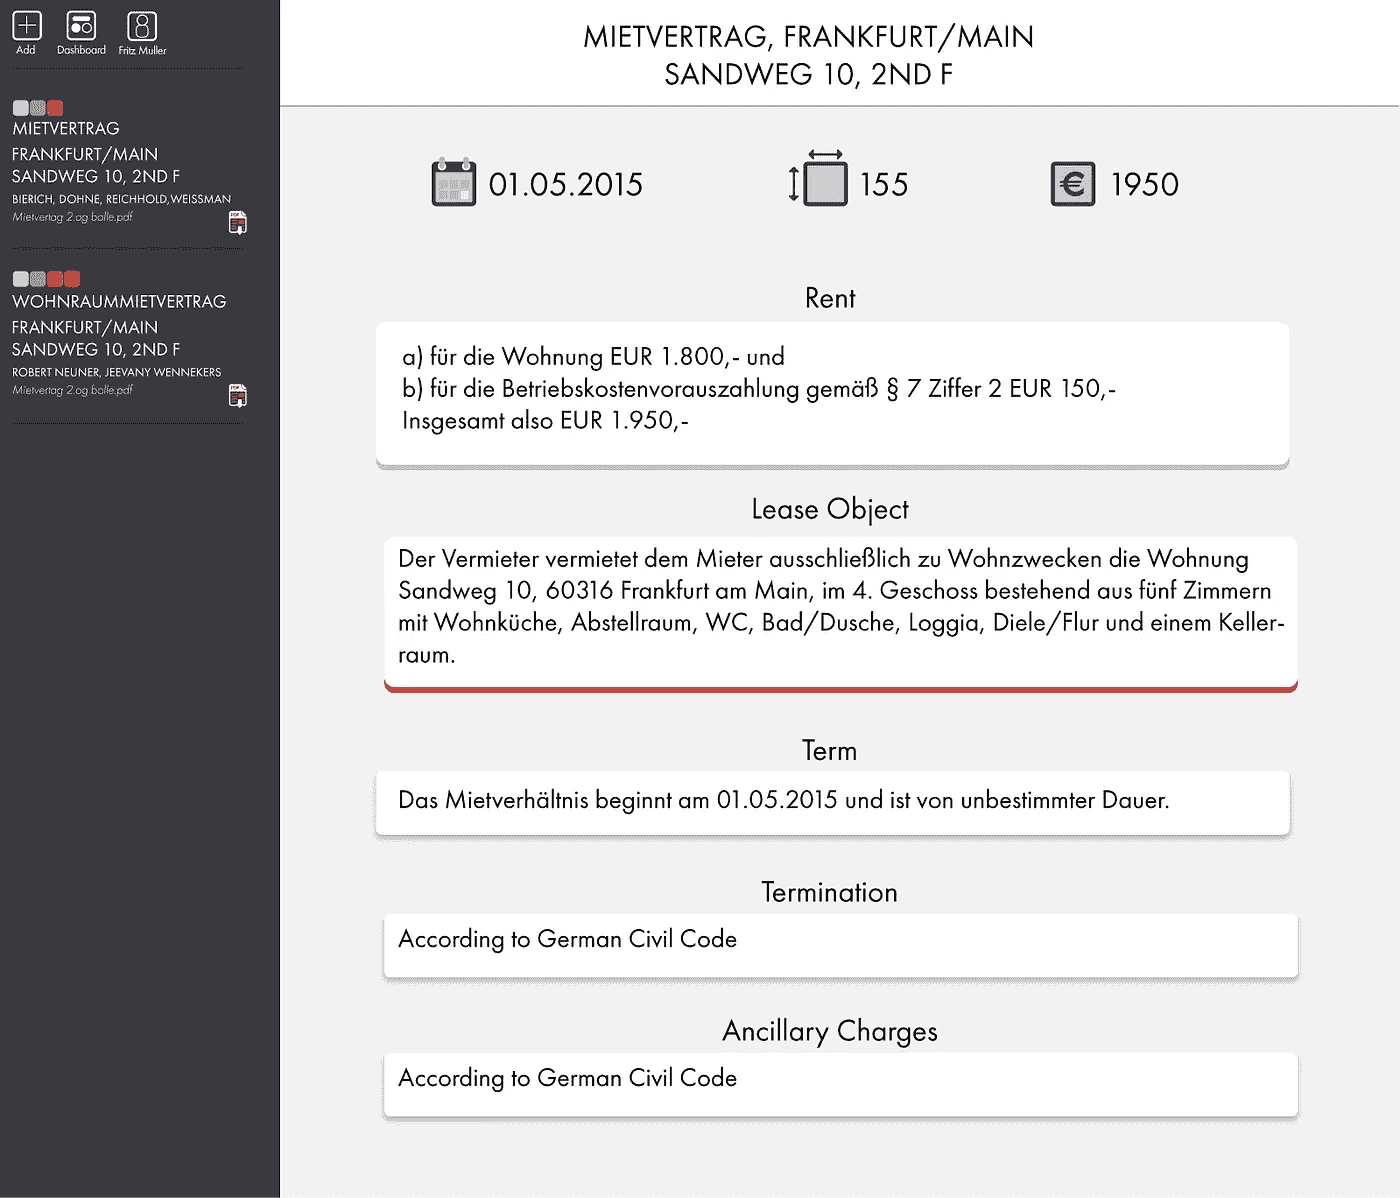 Add
Dashboard
Fritz Muller
MIETVERTRAG
FRANKFURT/MAIN
SANDWEG 10, 2ND F
BIERICH, DOHNE, REICHHOLD,WEISSMAN
Mietvertag 2.og bolle.pdf
PDF
WOHNRAUMMIETVERTRAG
FRANKFURT/MAIN
SANDWEG 10, 2ND F
ROBERT NEUNER, JEEVANY WENNEKERS
Mietvertag 2.og bolle.pdf
PDF
MIETVERTRAG, FRANKFURT/MAIN
SANDWEG 10, 2ND F
01.05.2015
155
€ 1950
Rent
a) für die Wohnung EUR 1.800,- und
b) für die Betriebskostenvorauszahlung gemäß § 7 Ziffer 2 EUR 150,-
Insgesamt also EUR 1.950,-
Lease Object
Der Vermieter vermietet dem Mieter ausschließlich zu Wohnzwecken die Wohnung
Sandweg 10, 60316 Frankfurt am Main, im 4. Geschoss bestehend aus fünf Zimmern
mit Wohnküche, Abstellraum, WC, Bad/Dusche, Loggia, Diele/Flur und einem Keller-
raum.
Term
Das Mietverhältnis beginnt am 01.05.2015 und ist von unbestimmter Dauer.
Termination
According to German Civil Code
Ancillary Charges
According to German Civil Code